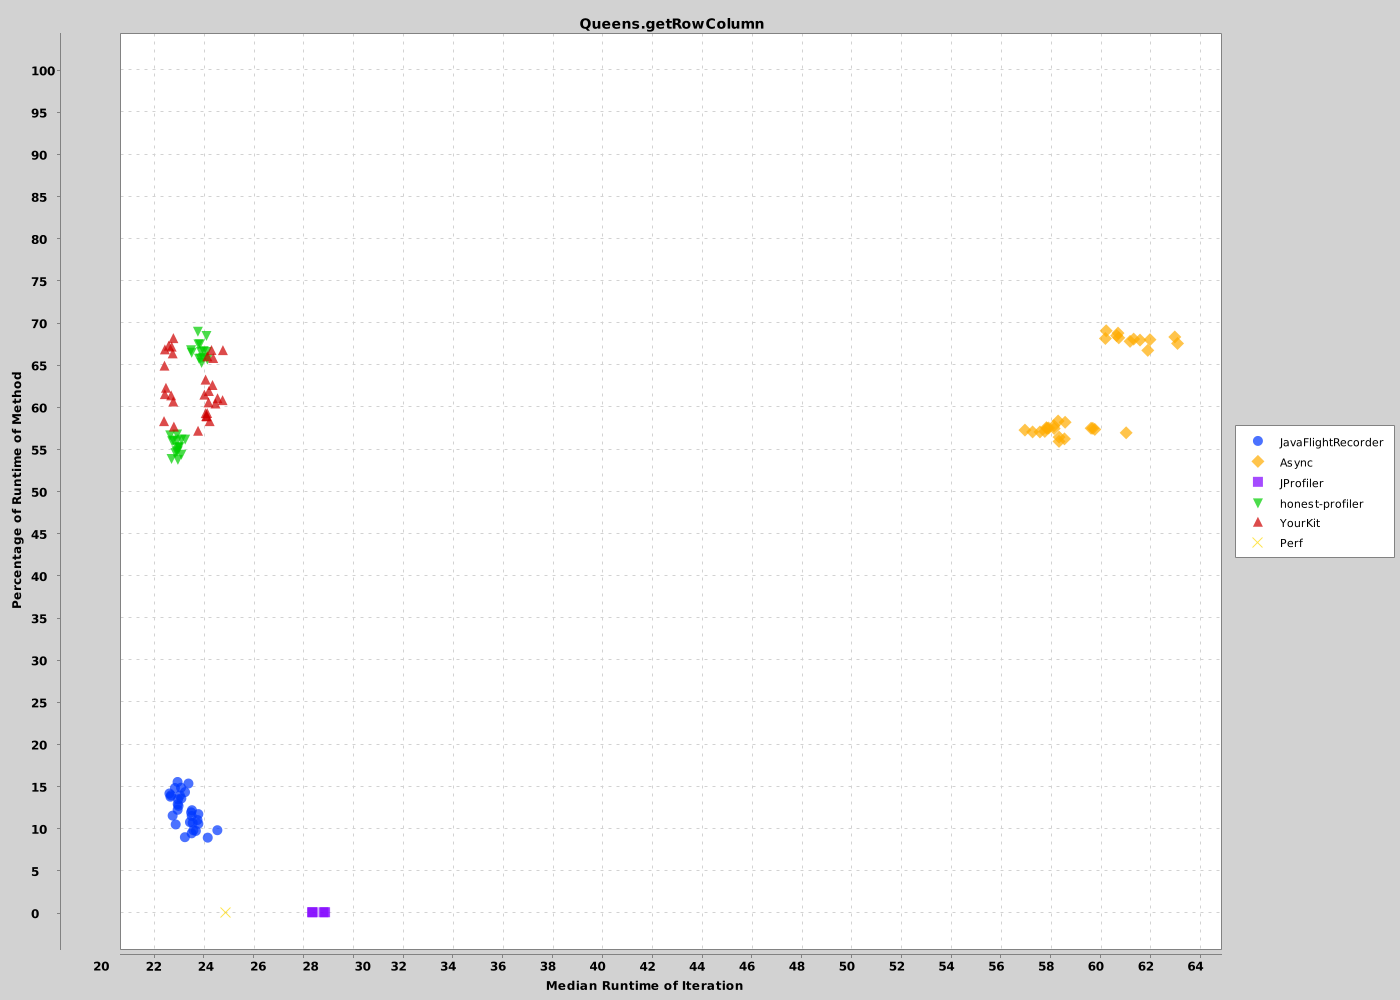 Queens.getRowColumn
100
95
90
85
80
75
70
65
60
55
50
45
40
35
30
25
20
15
10
5
0
Percentage of Runtime of Method
20 22 24 26 28 30 32 34 36 38 40 42 44 46 48 50 52 54 56 58 60 62 64
Median Runtime of Iteration
JavaFlightRecorder
Async
JProfiler
honest-profiler
YourKit
Perf